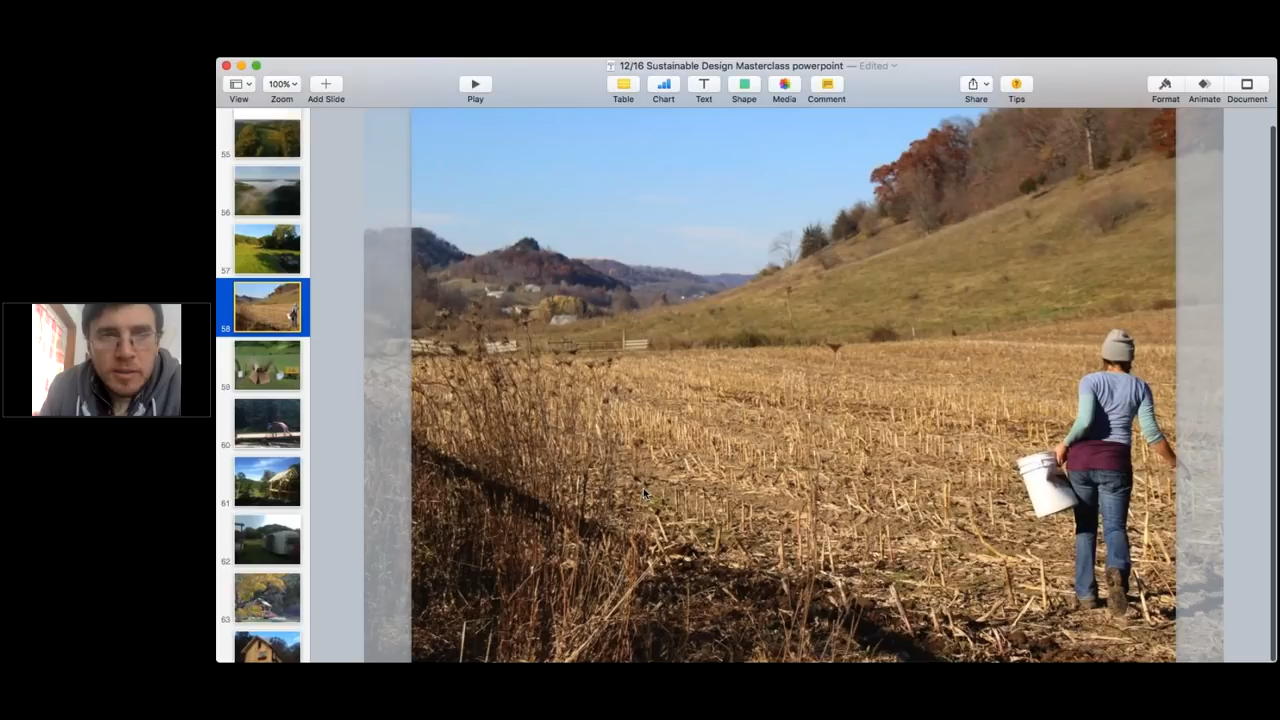 12/16 Sustainable Design Masterclass powerpoint — Edited
100%
View
Zoom
Add Slide
Play
Table
Chart
Text
Shape
Media
Comment
Share
Tips
Format
Animate
Document
55
56
57
58
59
60
61
62
63